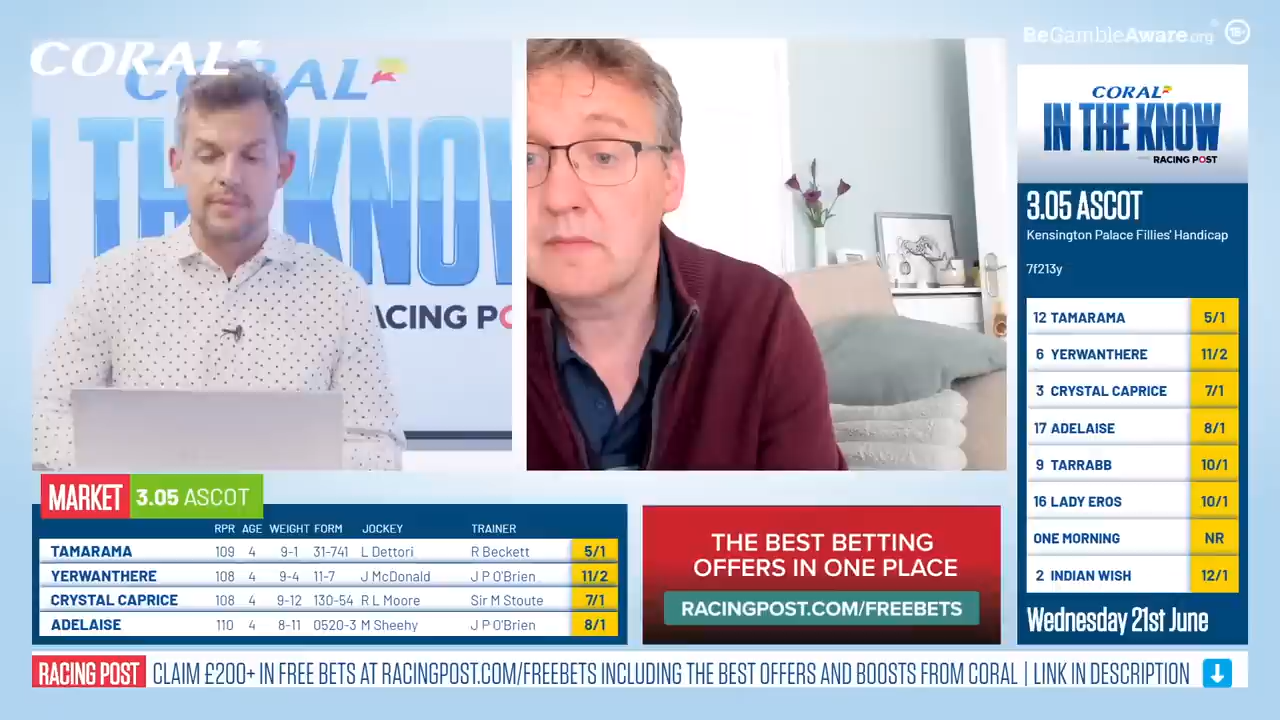 CORAL
CORAL
N THE KNOW
ACING PO
BeGambleAware.org 18+
CORAL
IN THE KNOW
RACING POST
3.05 ASCOT
Kensington Palace Fillies' Handicap
7f213y
12 TAMARAMA 5/1
6 YERWANTHERE 11/2
3 CRYSTAL CAPRICE 7/1
17 ADELAISE 8/1
9 TARRABB 10/1
16 LADY EROS 10/1
ONE MORNING NR
2 INDIAN WISH 12/1
Wednesday 21st June
MARKET 3.05 ASCOT
RPR AGE WEIGHT FORM JOCKEY TRAINER
TAMARAMA 109 4 9-1 31-741 L Dettori R Beckett 5/1
YERWANTHERE 108 4 9-4 11-7 J McDonald J P O'Brien 11/2
CRYSTAL CAPRICE 108 4 9-12 130-54 R L Moore Sir M Stoute 7/1
ADELAISE 110 4 8-11 0520-3 M Sheehy J P O'Brien 8/1
THE BEST BETTING
OFFERS IN ONE PLACE
RACINGPOST.COM/FREEBETS
RACING POST CLAIM £200+ IN FREE BETS AT RACINGPOST.COM/FREEBETS INCLUDING THE BEST OFFERS AND BOOSTS FROM CORAL | LINK IN DESCRIPTION